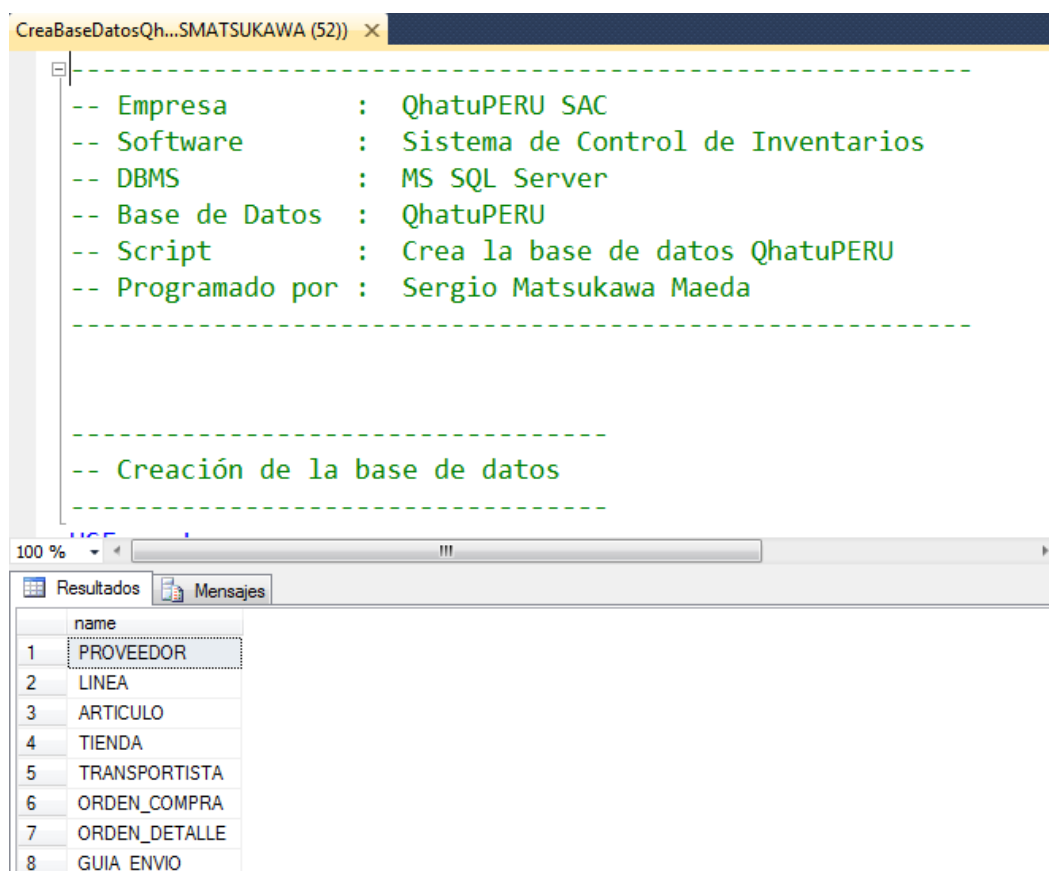 CreaBaseDatosQh...SMATSUKAWA (52)) ×
---------------------------------------------------------
-- Empresa : QhatuPERU SAC
-- Software : Sistema de Control de Inventarios
-- DBMS : MS SQL Server
-- Base de Datos : QhatuPERU
-- Script : Crea la base de datos QhatuPERU
-- Programado por : Sergio Matsukawa Maeda
---------------------------------------------------------
----------------------------------
-- Creación de la base de datos
----------------------------------
USE
100 %
Resultados Mensajes
name
1 PROVEEDOR
2 LINEA
3 ARTICULO
4 TIENDA
5 TRANSPORTISTA
6 ORDEN_COMPRA
7 ORDEN_DETALLE
8 GUIA_ENVIO